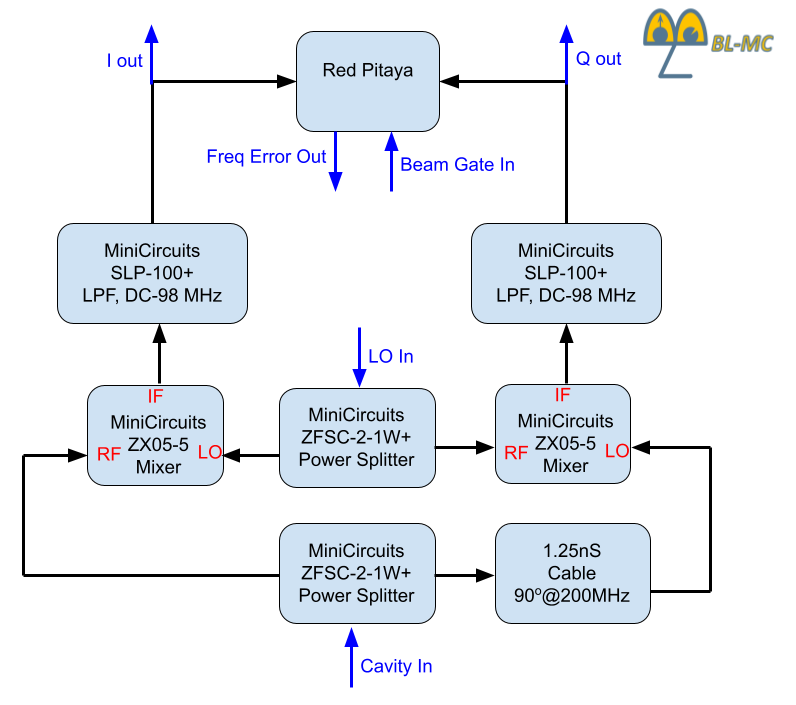 BL-MC
I out
Red Pitaya
Q out
Freq Error Out
Beam Gate In
MiniCircuits
SLP-100+
LPF, DC-98 MHz
MiniCircuits
SLP-100+
LPF, DC-98 MHz
LO In
IF
MiniCircuits
ZX05-5
Mixer
RF
LO
MiniCircuits
ZFSC-2-1W+
Power Splitter
IF
MiniCircuits
ZX05-5
Mixer
RF
LO
MiniCircuits
ZFSC-2-1W+
Power Splitter
1.25nS
Cable
90º@200MHz
Cavity In